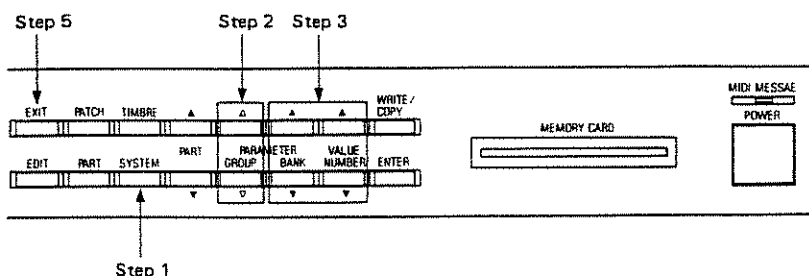 Step 5 Step 2 Step 3
EXIT PATCH TIMBRE ▲ △ ▲ ▲ WRITE / COPY
MIDI MESSAE
POWER
MEMORY CARD
EDIT PART SYSTEM PART PARAMETER GROUP BANK VALUE NUMBER ENTER
▼ ▽ ▼ ▼
Step 1